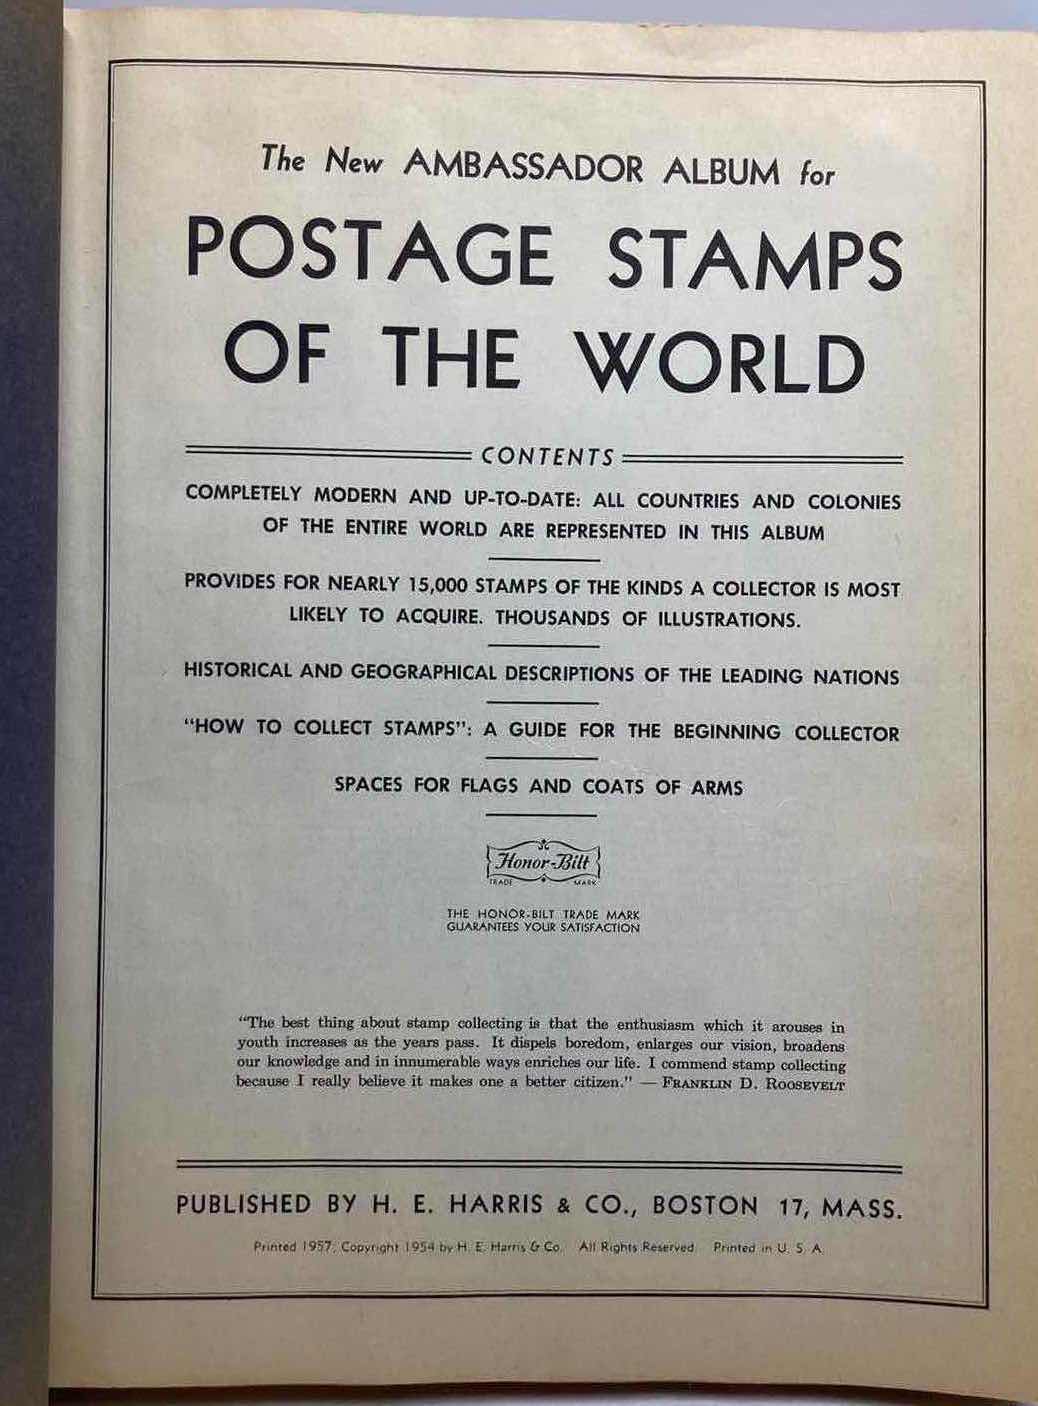 The New AMBASSADOR ALBUM for
POSTAGE STAMPS
OF THE WORLD
CONTENTS
COMPLETELY MODERN AND UP-TO-DATE: ALL COUNTRIES AND COLONIES
OF THE ENTIRE WORLD ARE REPRESENTED IN THIS ALBUM
PROVIDES FOR NEARLY 15,000 STAMPS OF THE KINDS A COLLECTOR IS MOST
LIKELY TO ACQUIRE. THOUSANDS OF ILLUSTRATIONS.
HISTORICAL AND GEOGRAPHICAL DESCRIPTIONS OF THE LEADING NATIONS
"HOW TO COLLECT STAMPS": A GUIDE FOR THE BEGINNING COLLECTOR
SPACES FOR FLAGS AND COATS OF ARMS
Honor-Bilt
TRADE MARK
THE HONOR-BILT TRADE MARK
GUARANTEES YOUR SATISFACTION
"The best thing about stamp collecting is that the enthusiasm which it arouses in
youth increases as the years pass. It dispels boredom, enlarges our vision, broadens
our knowledge and in innumerable ways enriches our life. I commend stamp collecting
because I really believe it makes one a better citizen." — FRANKLIN D. ROOSEVELT
PUBLISHED BY H. E. HARRIS & CO., BOSTON 17, MASS.
Printed 1957; Copyright 1954 by H. E. Harris & Co. All Rights Reserved. Printed in U. S. A.